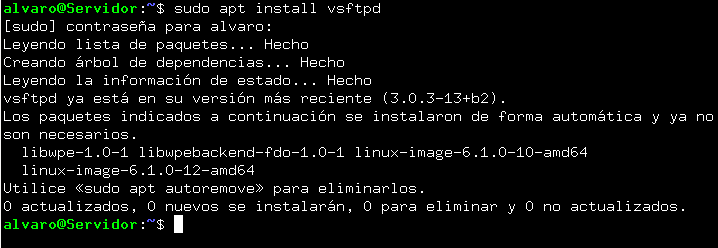 alvaro@Servidor:~$ sudo apt install vsftpd
[sudo] contraseña para alvaro:
Leyendo lista de paquetes... Hecho
Creando árbol de dependencias... Hecho
Leyendo la información de estado... Hecho
vsftpd ya está en su versión más reciente (3.0.3-13+b2).
Los paquetes indicados a continuación se instalaron de forma automática y ya no
son necesarios.
  libwpe-1.0-1 libwpebackend-fdo-1.0-1 linux-image-6.1.0-10-amd64
  linux-image-6.1.0-12-amd64
Utilice «sudo apt autoremove» para eliminarlos.
0 actualizados, 0 nuevos se instalarán, 0 para eliminar y 0 no actualizados.
alvaro@Servidor:~$